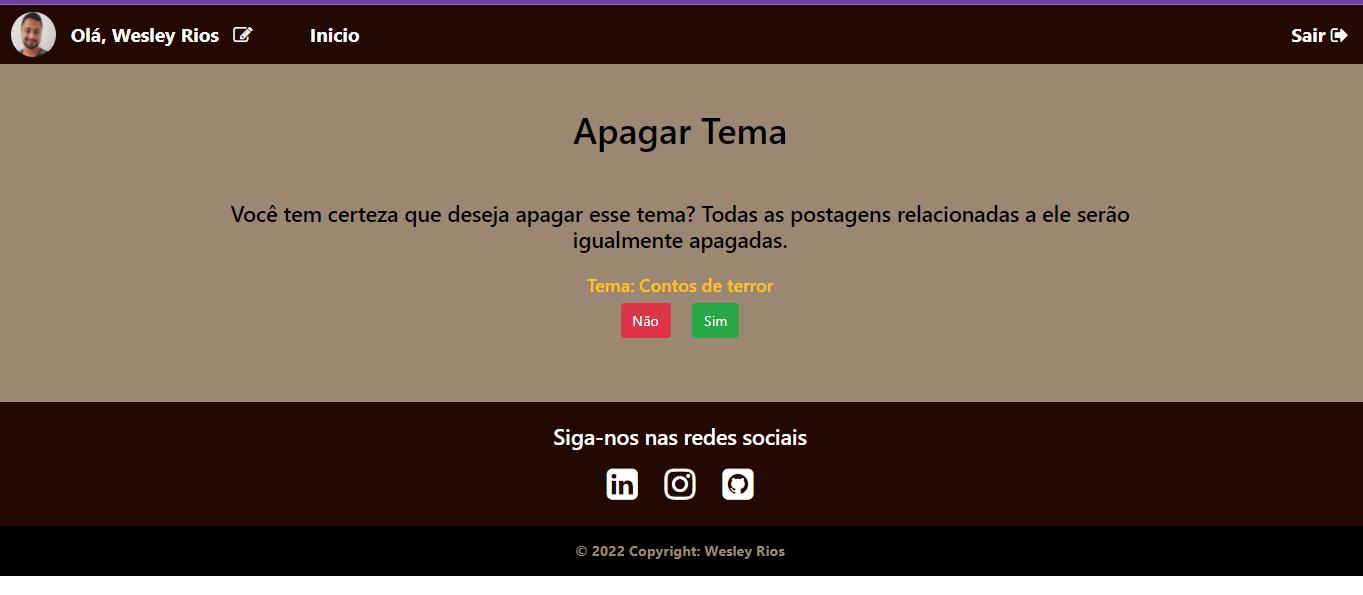 Olá, Wesley Rios Inicio Sair
Apagar Tema
Você tem certeza que deseja apagar esse tema? Todas as postagens relacionadas a ele serão
igualmente apagadas.
Tema: Contos de terror
Não Sim
Siga-nos nas redes sociais
in
© 2022 Copyright: Wesley Rios